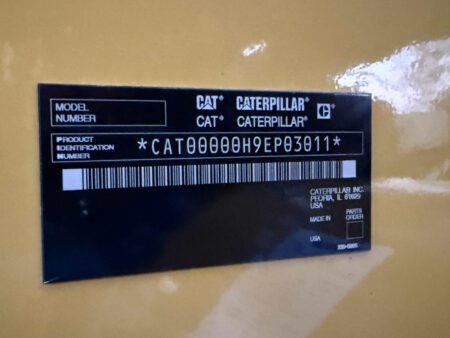 MODEL NUMBER
CAT® CATERPILLAR® C®
CAT® CATERPILLAR®
PRODUCT IDENTIFICATION NUMBER
*CAT00000H9EP03011*
CATERPILLAR INC.
PEORIA, IL 61629
USA
MADE IN
USA
PARTS ORDER